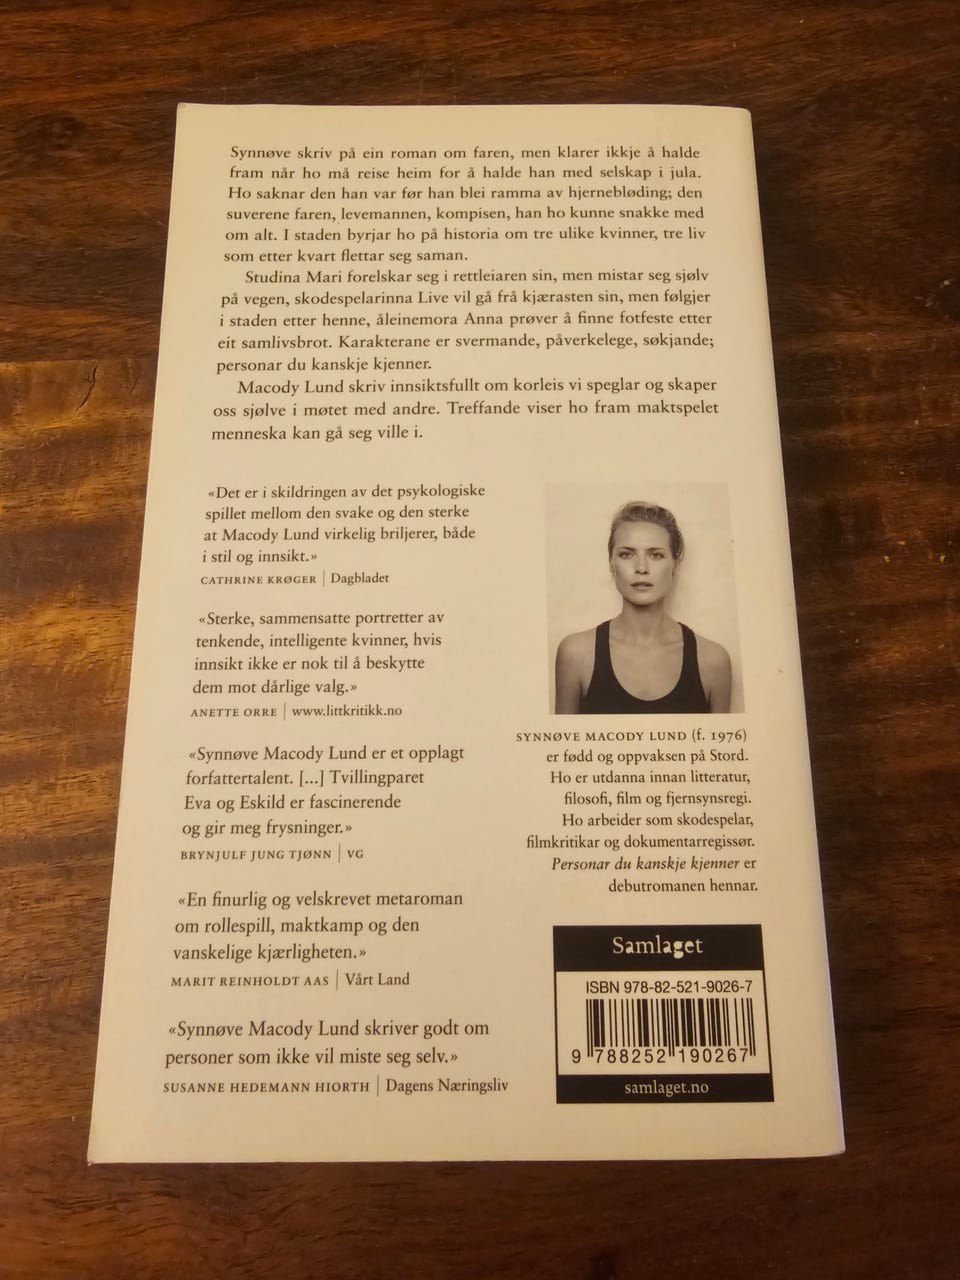 Synnøve skriv på ein roman om faren, men klarer ikkje å halde
fram når ho må reise heim for å halde han med selskap i jula.
Ho saknar den han var før han blei ramma av hjernebløding; den
suverene faren, levemannen, kompisen, han ho kunne snakke med
om alt. I staden byrjar ho på historia om tre ulike kvinner, tre liv
som etter kvart flettar seg saman.
Studina Mari forelskar seg i rettleiaren sin, men mistar seg sjølv
på vegen, skodespelarinna Live vil gå frå kjærasten sin, men følgjer
i staden etter henne, åleinemora Anna prøver å finne fotfeste etter
eit samlivsbrot. Karakterane er svermande, påverkelege, søkjande;
personar du kanskje kjenner.
Macody Lund skriv innsiktsfullt om korleis vi speglar og skaper
oss sjølve i møtet med andre. Treffande viser ho fram maktspelet
menneska kan gå seg ville i.
«Det er i skildringen av det psykologiske
spillet mellom den svake og den sterke
at Macody Lund virkelig briljerer, både
i stil og innsikt.»
CATHRINE KRØGER | Dagbladet
«Sterke, sammensatte portretter av
tenkende, intelligente kvinner, hvis
innsikt ikke er nok til å beskytte
dem mot dårlige valg.»
ANETTE ORRE | www.littkritikk.no
«Synnøve Macody Lund er et opplagt
forfattertalent. [...] Tvillingparet
Eva og Eskild er fascinerende
og gir meg frysninger.»
BRYNJULF JUNG TJØNN | VG
«En finurlig og velskrevet metaroman
om rollespill, maktkamp og den
vanskelige kjærligheten.»
MARIT REINHOLDT AAS | Vårt Land
«Synnøve Macody Lund skriver godt om
personer som ikke vil miste seg selv.»
SUSANNE HEDEMANN HIORTH | Dagens Næringsliv
SYNNØVE MACODY LUND (f. 1976)
er fødd og oppvaksen på Stord.
Ho er utdanna innan litteratur,
filosofi, film og fjernsynsregi.
Ho arbeider som skodespelar,
filmkritikar og dokumentarregissør.
Personar du kanskje kjenner er
debutromanen hennar.
Samlaget
ISBN 978-82-521-9026-7
9 788252 190267
samlaget.no